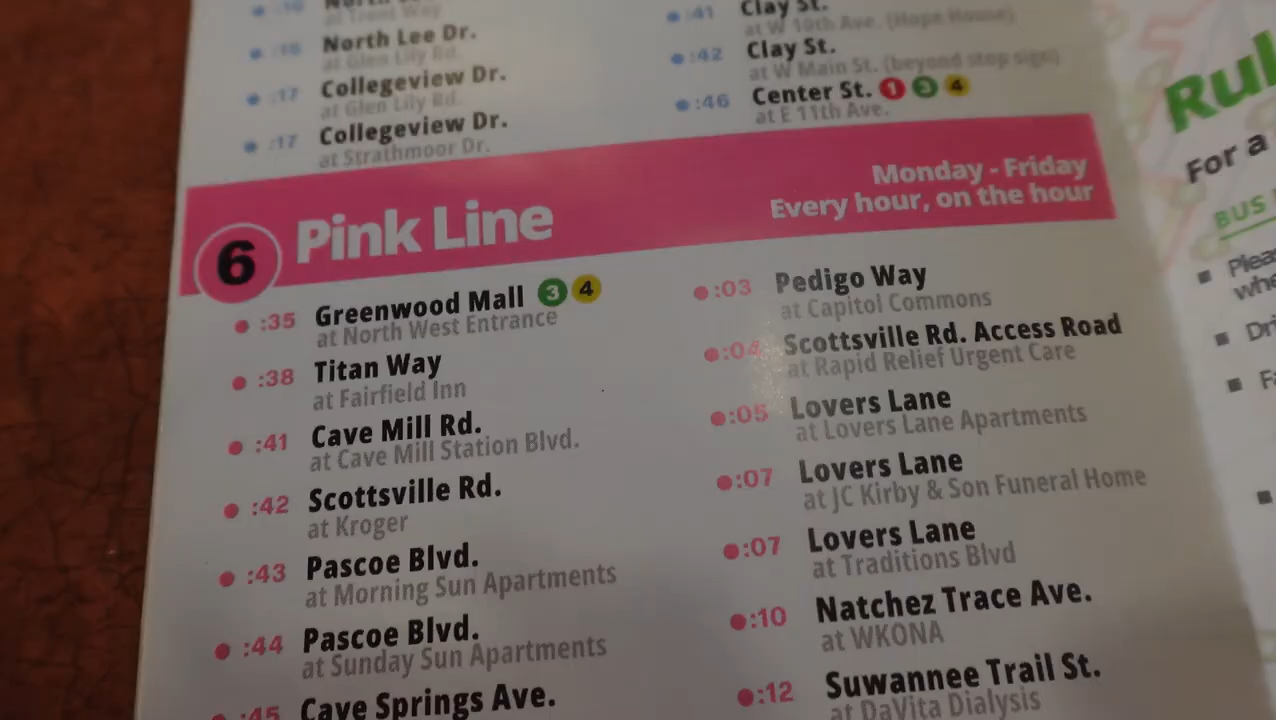 :16
North Lee Dr.
at Glen Lily Rd.
:17
Collegeview Dr.
at Glen Lily Rd.
:17
Collegeview Dr.
at Strathmoor Dr.
:41
Clay St.
at W 10th Ave. (Hope House)
:42
Clay St.
at W Main St. (beyond stop sign)
:46
Center St. 1 3 4
at E 11th Ave.
6 Pink Line
Monday - Friday
Every hour, on the hour
:35
Greenwood Mall 3 4
at North West Entrance
:38
Titan Way
at Fairfield Inn
:41
Cave Mill Rd.
at Cave Mill Station Blvd.
:42
Scottsville Rd.
at Kroger
:43
Pascoe Blvd.
at Morning Sun Apartments
:44
Pascoe Blvd.
at Sunday Sun Apartments
:45
Cave Springs Ave.
:03
Pedigo Way
at Capitol Commons
:04
Scottsville Rd. Access Road
at Rapid Relief Urgent Care
:05
Lovers Lane
at Lovers Lane Apartments
:07
Lovers Lane
at JC Kirby & Son Funeral Home
:07
Lovers Lane
at Traditions Blvd
:10
Natchez Trace Ave.
at WKONA
:12
Suwannee Trail St.
at DaVita Dialysis
For a
BUS